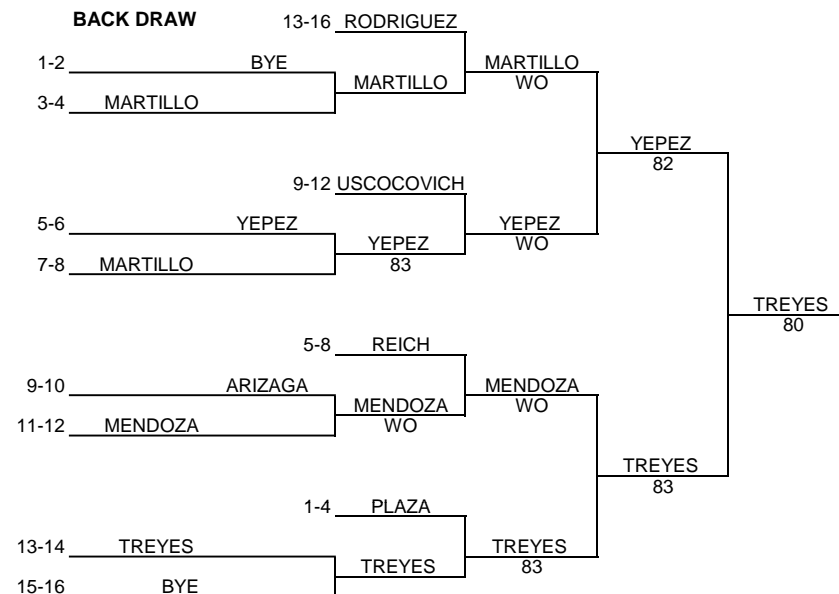 BACK DRAW
13-16 RODRIGUEZ
1-2 BYE MARTILLO
MARTILLO WO
3-4 MARTILLO
YEPEZ
82
9-12 USCOCOVICH
5-6 YEPEZ YEPEZ
YEPEZ WO
7-8 MARTILLO 83
TREYES
80
5-8 REICH
9-10 ARIZAGA MENDOZA
MENDOZA WO
11-12 MENDOZA WO
TREYES
83
1-4 PLAZA
13-14 TREYES TREYES
TREYES 83
15-16 BYE